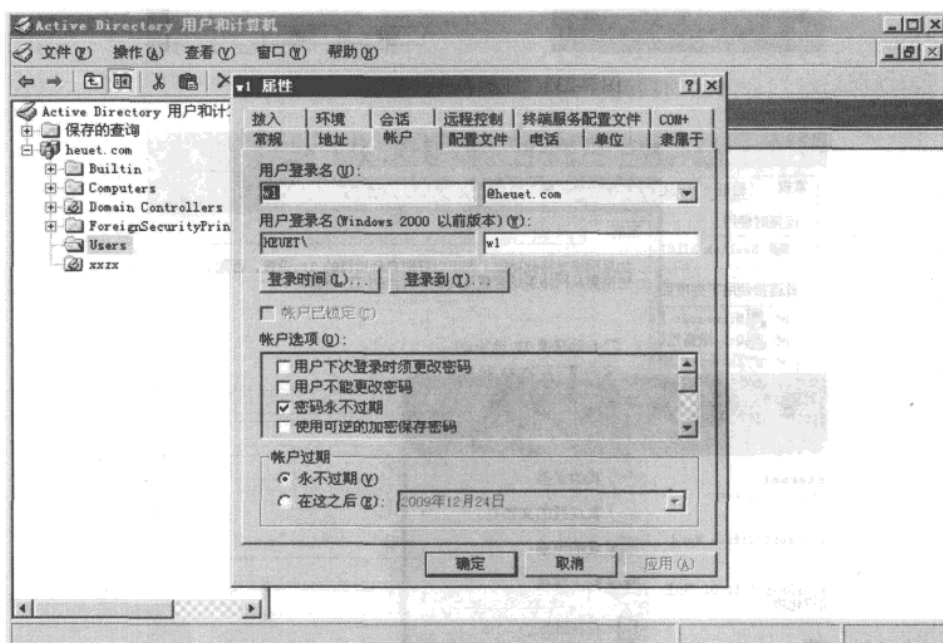 Active Directory 用户和计算机
文件(F) 操作(A) 查看(V) 窗口(W) 帮助(H)
w1 属性
Active Directory 用户和计
保存的查询
heuet.com
Builtin
Computers
Domain Controllers
ForeignSecurityPrin
Users
xxzx
拨入 环境 会话 远程控制 终端服务配置文件 COM+
常规 地址 帐户 配置文件 电话 单位 隶属于
用户登录名(U):
w1 @heuet.com
用户登录名(Windows 2000 以前版本)(W):
HEUET\ w1
登录时间(L)... 登录到(T)...
帐户已锁定(C)
帐户选项(O):
用户下次登录时须更改密码
用户不能更改密码
密码永不过期
使用可逆的加密保存密码
帐户过期
永不过期(V)
在这之后(E): 2009年12月24日
确定 取消 应用(A)